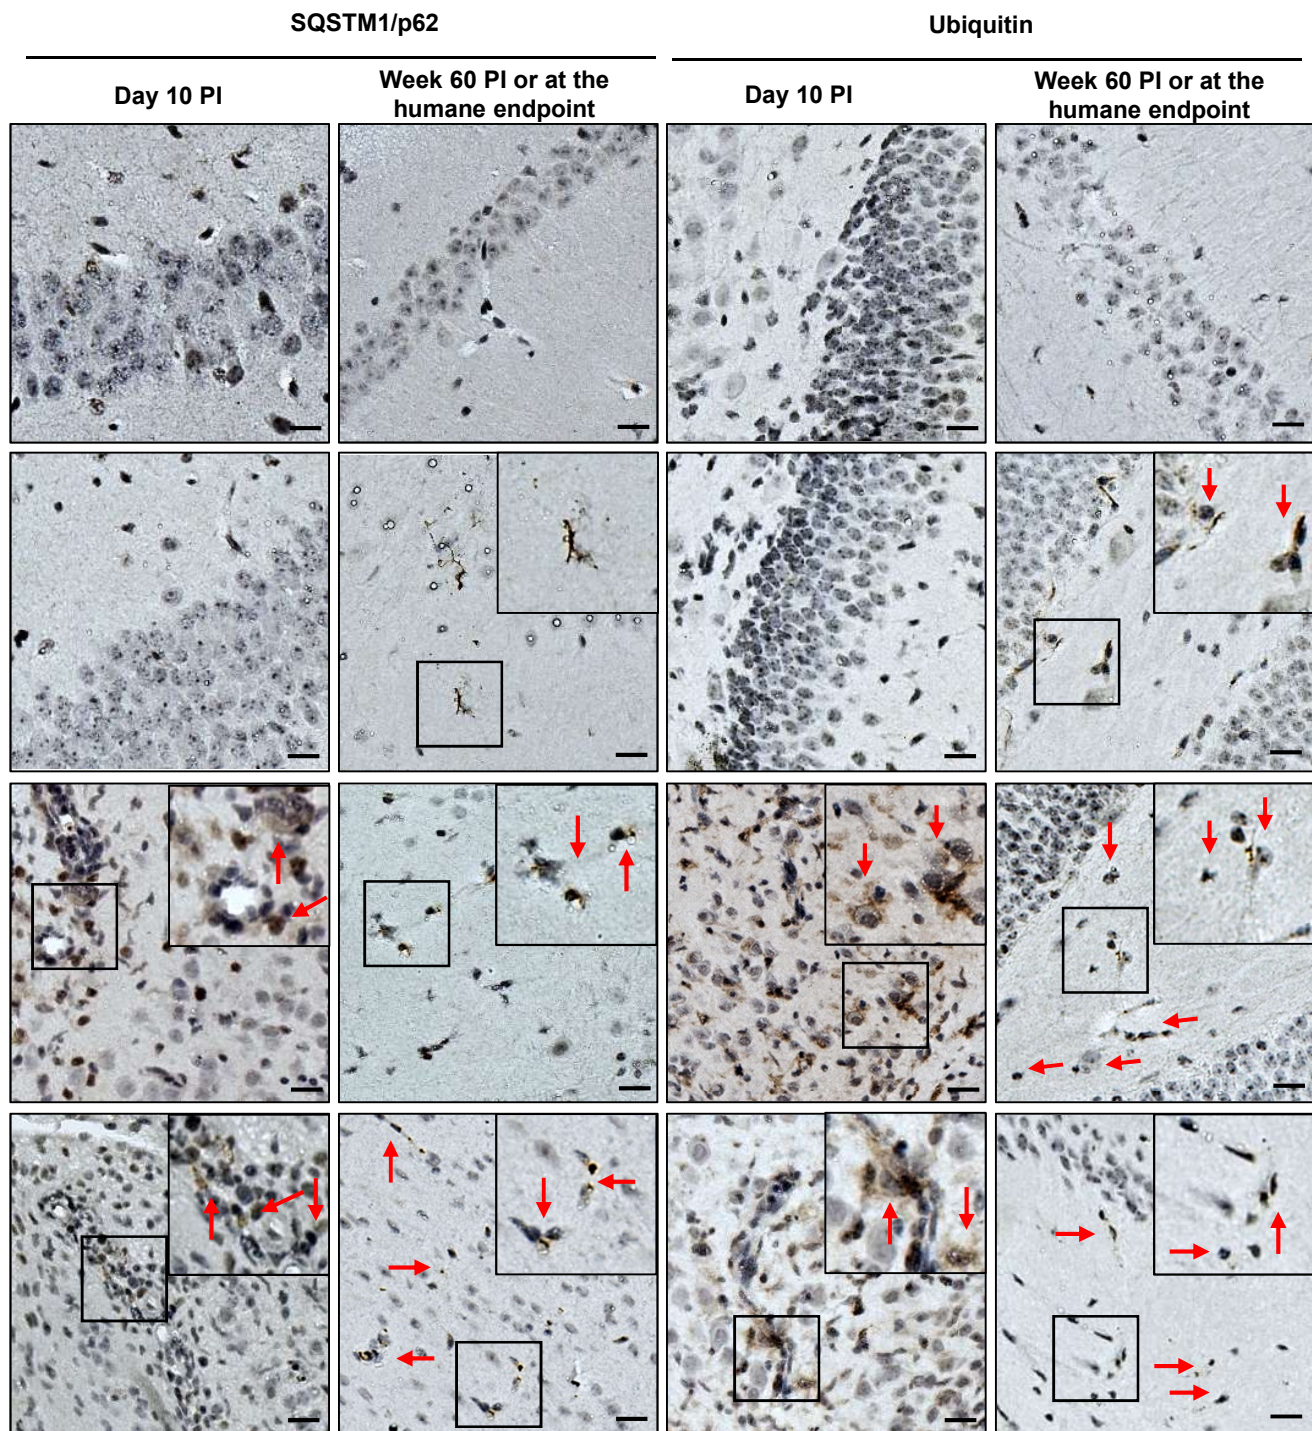 SQSTM1/p62
Ubiquitin
Day 10 PI
Week 60 PI or at the
humane endpoint
Day 10 PI
Week 60 PI or at the
humane endpoint